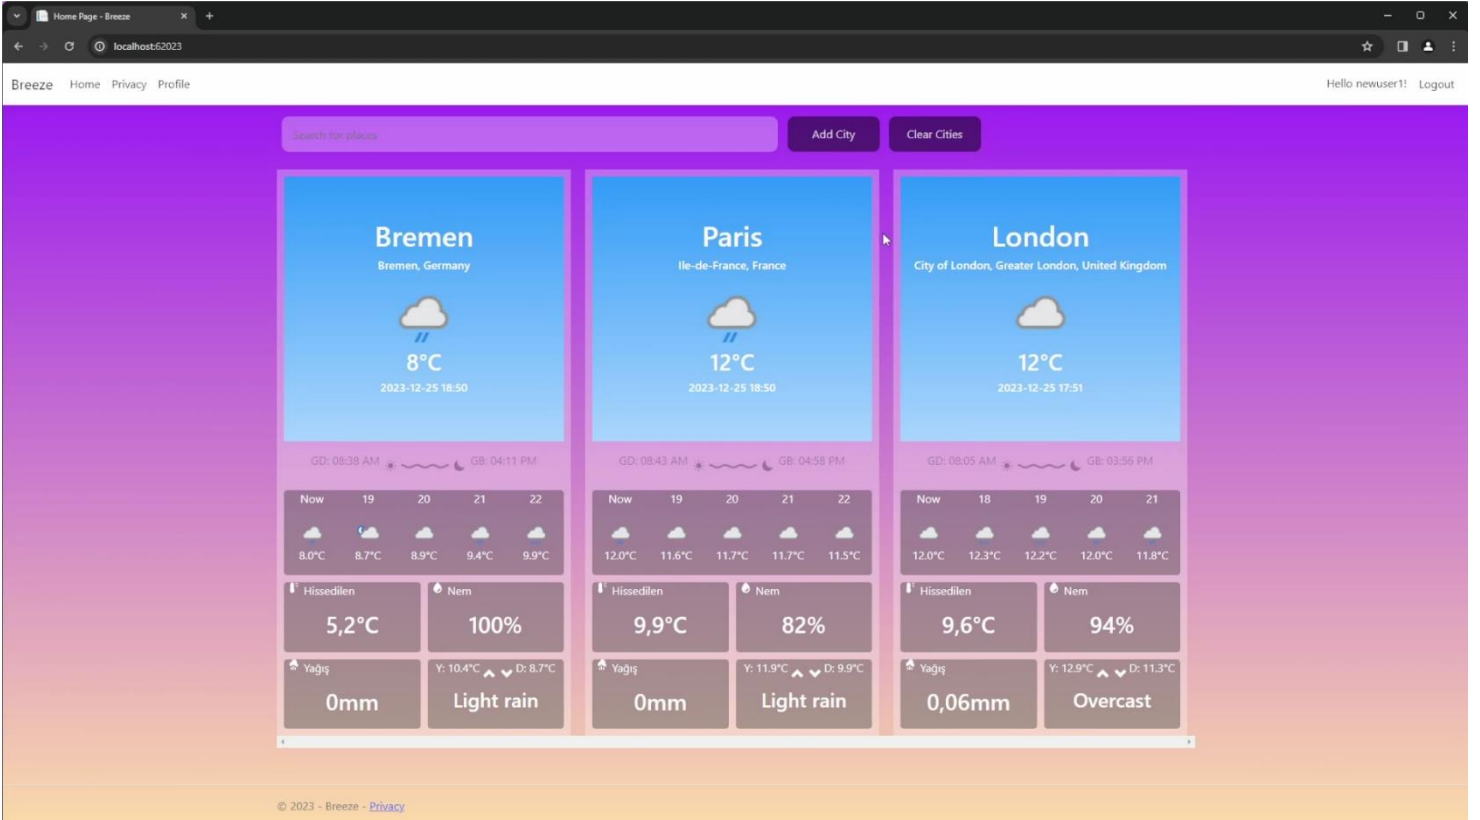 Home Page - Breeze
localhost:62023
Breeze Home Privacy Profile Hello newuser1! Logout
Search for places Add City Clear Cities
Bremen
Bremen, Germany
8°C
2023-12-25 18:50
GD: 08:38 AM GB: 04:11 PM
Now 19 20 21 22
8.0°C 8.7°C 8.9°C 9.4°C 9.9°C
Hissedilen Nem
5,2°C 100%
Yağış Y: 10.4°C D: 8.7°C
0mm Light rain
Paris
Ile-de-France, France
12°C
2023-12-25 18:50
GD: 08:43 AM GB: 04:58 PM
Now 19 20 21 22
12.0°C 11.6°C 11.7°C 11.7°C 11.5°C
Hissedilen Nem
9,9°C 82%
Yağış Y: 11.9°C D: 9.9°C
0mm Light rain
London
City of London, Greater London, United Kingdom
12°C
2023-12-25 17:51
GD: 08:05 AM GB: 03:56 PM
Now 18 19 20 21
12.0°C 12.3°C 12.2°C 12.0°C 11.8°C
Hissedilen Nem
9,6°C 94%
Yağış Y: 12.9°C D: 11.3°C
0,06mm Overcast
© 2023 - Breeze - Privacy